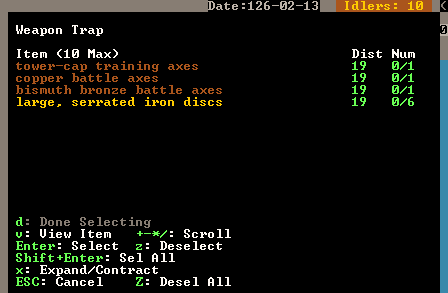 Date:126-02-13 Idlers: 10
Weapon Trap
Item (10 Max) Dist Num
tower-cap training axes 19 0/1
copper battle axes 19 0/1
bismuth bronze battle axes 19 0/1
large, serrated iron discs 19 0/6
d: Done Selecting
v: View Item +-*/: Scroll
Enter: Select z: Deselect
Shift+Enter: Sel All
x: Expand/Contract
ESC: Cancel Z: Desel All